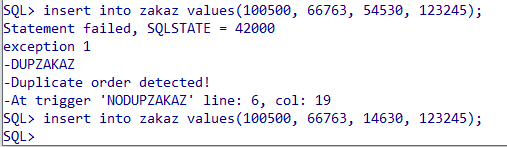 SQL> insert into zakaz values(100500, 66763, 54530, 123245);
Statement failed, SQLSTATE = 42000
exception 1
-DUPZAKAZ
-Duplicate order detected!
-At trigger 'NODUPZAKAZ' line: 6, col: 19
SQL> insert into zakaz values(100500, 66763, 14630, 123245);
SQL>